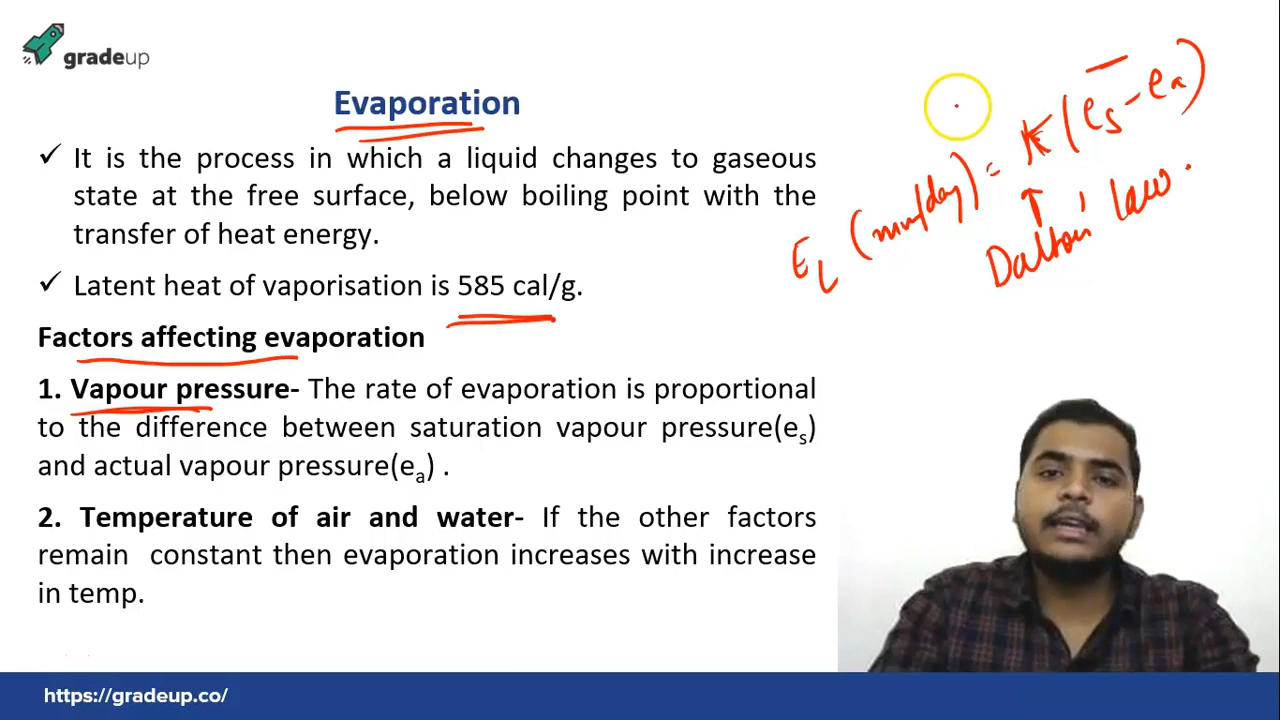 gradeup
Evaporation
✓ It is the process in which a liquid changes to gaseous
state at the free surface, below boiling point with the
transfer of heat energy.
✓ Latent heat of vaporisation is 585 cal/g.
Factors affecting evaporation
1. Vapour pressure- The rate of evaporation is proportional
to the difference between saturation vapour pressure(es)
and actual vapour pressure(ea) .
2. Temperature of air and water- If the other factors
remain constant then evaporation increases with increase
in temp.
EL (mm/day) = K (es - ea)
Dalton's law.
https://gradeup.co/